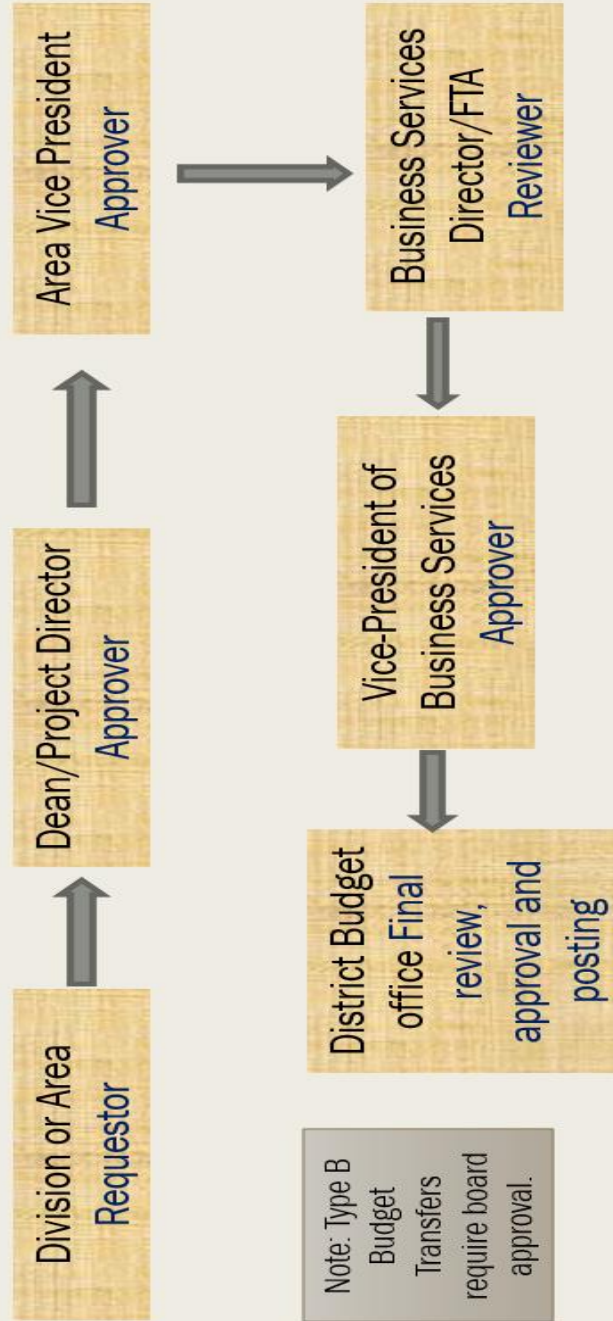 Division or Area
Requestor
Dean/Project Director
Approver
Area Vice President
Approver
Business Services
Director/FTA
Reviewer
Vice-President of
Business Services
Approver
District Budget
office Final
review,
approval and
posting
Note: Type B
Budget
Transfers
require board
approval.